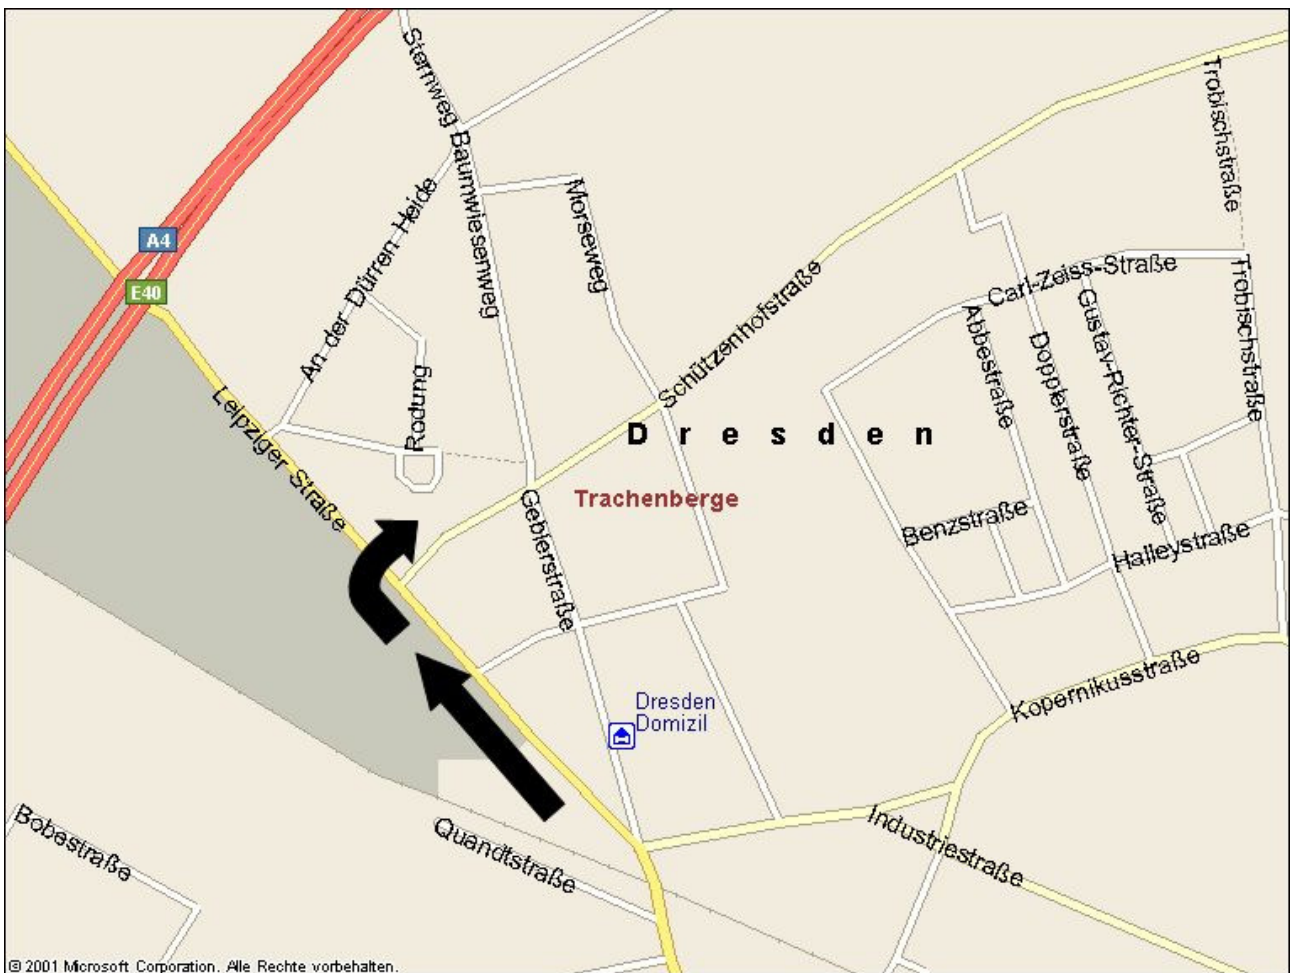 Sternweg
Baumwiesenweg
Trobischstraße
An der Dürren Heide
Morseweg
A4
E40
Carl-Zeiss-Straße
Trobischstraße
Schützenhofstraße
Abbestraße
Dopplerstraße
Gustav-Richter-Straße
Leipziger Straße
Rodung
Dresden
Trachenberge
Geblerstraße
Benzstraße
Halleystraße
Dresden
Domizil
Kopernikusstraße
Bobestraße
Quandtstraße
Industriestraße
© 2001 Microsoft Corporation. Alle Rechte vorbehalten.